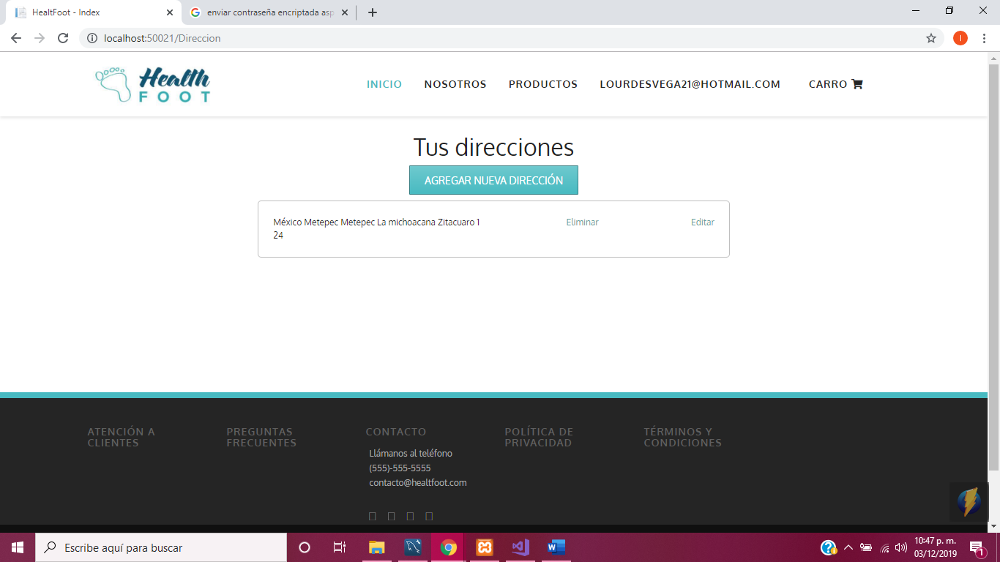 HealtFoot - Index
enviar contraseña encriptada asp
localhost:50021/Direccion
I
Health
FOOT
INICIO
NOSOTROS
PRODUCTOS
LOURDESVEGA21@HOTMAIL.COM
CARRO
Tus direcciones
AGREGAR NUEVA DIRECCIÓN
México Metepec Metepec La michoacana Zitacuaro 1
24
Eliminar
Editar
ATENCIÓN A
CLIENTES
PREGUNTAS
FRECUENTES
CONTACTO
Llámanos al teléfono
(555)-555-5555
contacto@healtfoot.com
POLÍTICA DE
PRIVACIDAD
TÉRMINOS Y
CONDICIONES
Escribe aquí para buscar
10:47 p. m.
03/12/2019
1